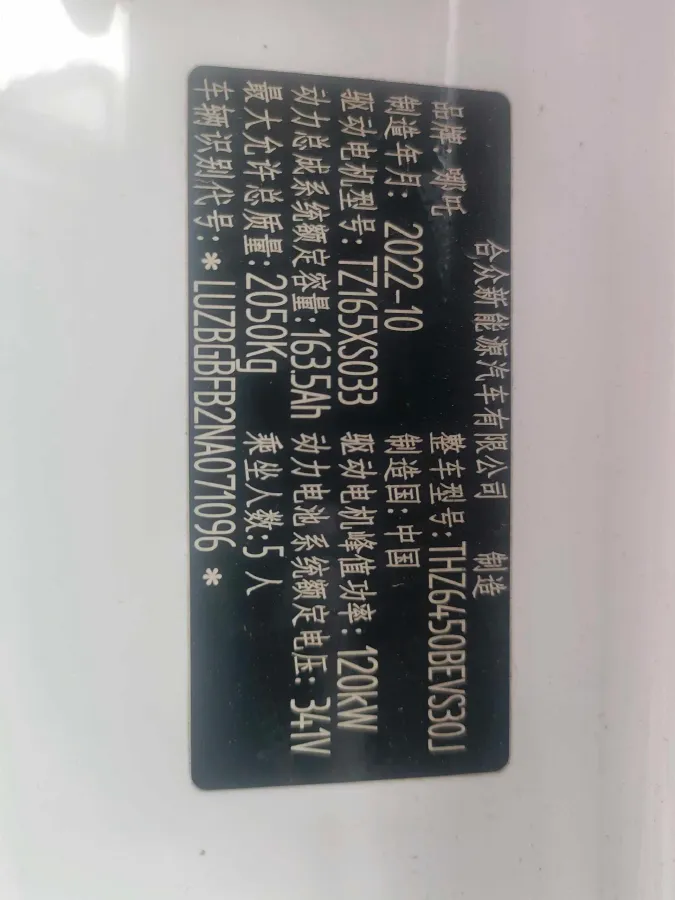 合众新能源汽车有限公司 制造
品牌: 哪吒 整车型号: THZ6450BEVS30J
制造年月: 2022-10 制造国: 中国
驱动电机型号: TZ165XS033 驱动电机峰值功率: 120kW
动力总成系统额定容量: 163.5Ah 动力电池系统额定电压: 341V
最大允许总质量: 2050Kg 乘坐人数: 5 人
车辆识别代号: * LUZBGBFB2NA071096 *